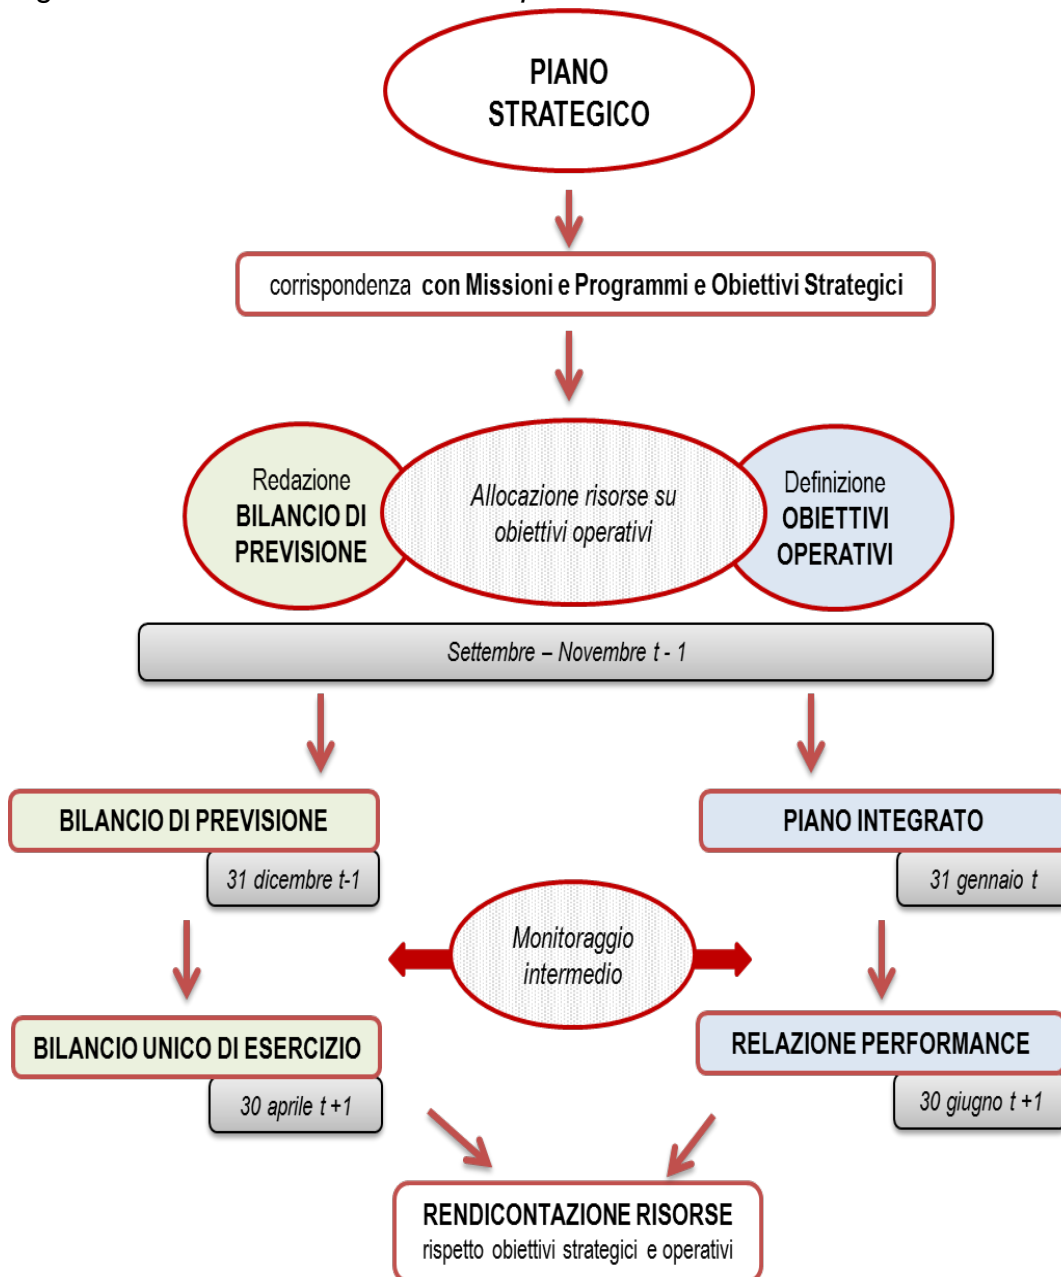 PIANO
STRATEGICO
corrispondenza con Missioni e Programmi e Obiettivi Strategici
Redazione
BILANCIO DI
PREVISIONE
Allocazione risorse su
obiettivi operativi
Definizione
OBIETTIVI
OPERATIVI
Settembre – Novembre t - 1
BILANCIO DI PREVISIONE
31 dicembre t-1
PIANO INTEGRATO
31 gennaio t
Monitoraggio
intermedio
BILANCIO UNICO DI ESERCIZIO
30 aprile t +1
RELAZIONE PERFORMANCE
30 giugno t +1
RENDICONTAZIONE RISORSE
rispetto obiettivi strategici e operativi